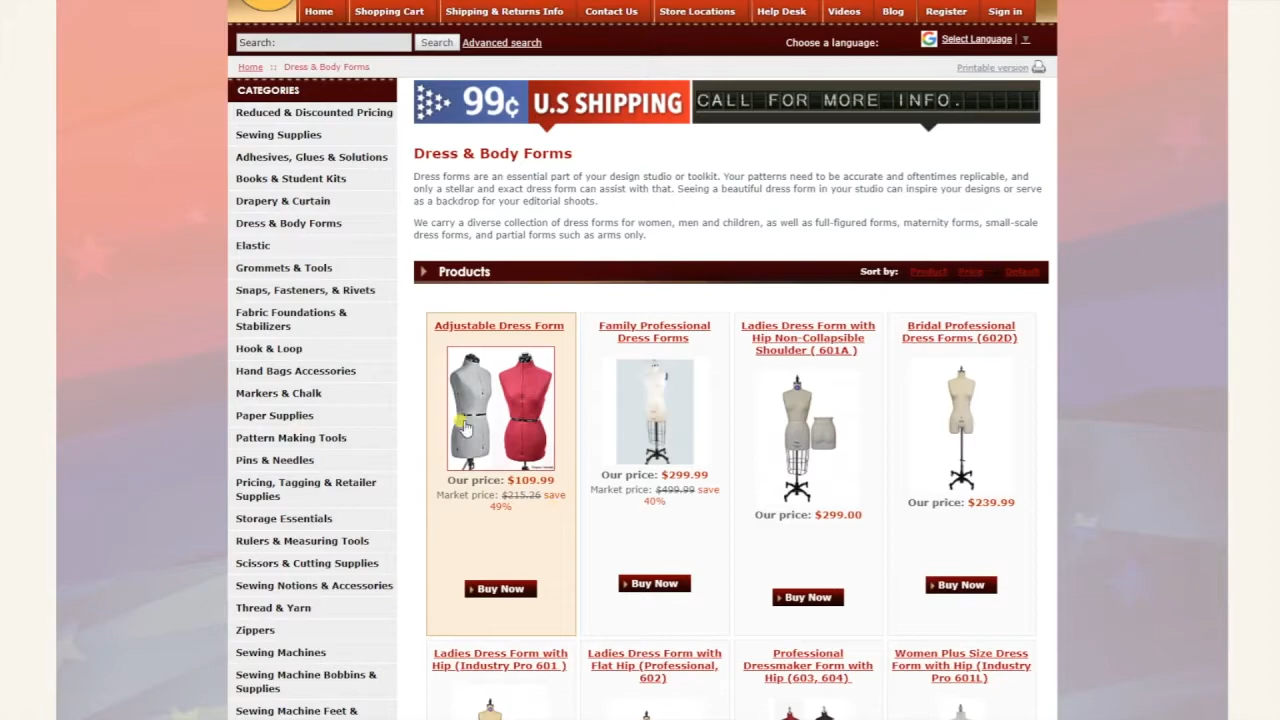 Home Shopping Cart Shipping & Returns Info Contact Us Store Locations Help Desk Videos Blog Register Sign in
Search: Search Advanced search Choose a language: Select Language ▼
Home :: Dress & Body Forms Printable version
CATEGORIES
Reduced & Discounted Pricing
Sewing Supplies
Adhesives, Glues & Solutions
Books & Student Kits
Drapery & Curtain
Dress & Body Forms
Elastic
Grommets & Tools
Snaps, Fasteners, & Rivets
Fabric Foundations &
Stabilizers
Hook & Loop
Hand Bags Accessories
Markers & Chalk
Paper Supplies
Pattern Making Tools
Pins & Needles
Pricing, Tagging & Retailer
Supplies
Storage Essentials
Rulers & Measuring Tools
Scissors & Cutting Supplies
Sewing Notions & Accessories
Thread & Yarn
Zippers
Sewing Machines
Sewing Machine Bobbins &
Supplies
Sewing Machine Feet &
99¢ U.S SHIPPING CALL FOR MORE INFO.
Dress & Body Forms
Dress forms are an essential part of your design studio or toolkit. Your patterns need to be accurate and oftentimes replicable, and
only a stellar and exact dress form can assist with that. Seeing a beautiful dress form in your studio can inspire your designs or serve
as a backdrop for your editorial shoots.
We carry a diverse collection of dress forms for women, men and children, as well as full-figured forms, maternity forms, small-scale
dress forms, and partial forms such as arms only.
Products Sort by: Product Price Default
Adjustable Dress Form
Our price: $109.99
Market price: $215.26 save
49%
Buy Now
Family Professional
Dress Forms
Our price: $299.99
Market price: $499.99 save
40%
Buy Now
Ladies Dress Form with
Hip Non-Collapsible
Shoulder ( 601A )
Our price: $299.00
Buy Now
Bridal Professional
Dress Forms (602D)
Our price: $239.99
Buy Now
Ladies Dress Form with
Hip (Industry Pro 601 )
Ladies Dress Form with
Flat Hip (Professional,
602)
Professional
Dressmaker Form with
Hip (603, 604)
Women Plus Size Dress
Form with Hip (Industry
Pro 601L)